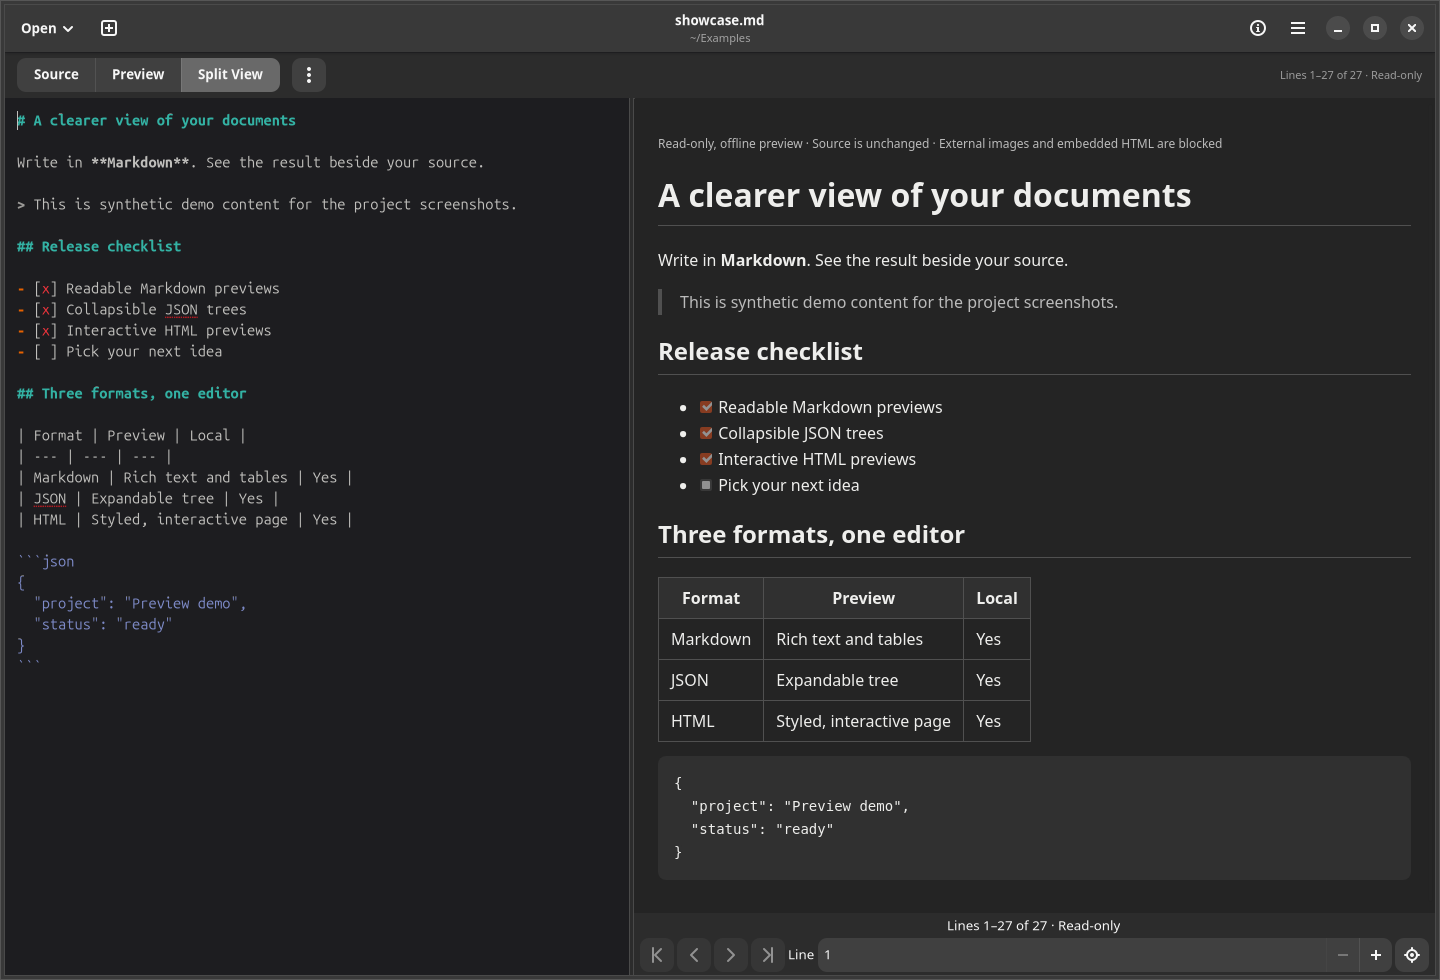 Open
showcase.md
~/Examples
Source Preview Split View
Lines 1–27 of 27 · Read-only
# A clearer view of your documents
Write in **Markdown**. See the result beside your source.
> This is synthetic demo content for the project screenshots.
## Release checklist
- [x] Readable Markdown previews
- [x] Collapsible JSON trees
- [x] Interactive HTML previews
- [ ] Pick your next idea
## Three formats, one editor
| Format | Preview | Local |
| --- | --- | --- |
| Markdown | Rich text and tables | Yes |
| JSON | Expandable tree | Yes |
| HTML | Styled, interactive page | Yes |
```json
{
  "project": "Preview demo",
  "status": "ready"
}
```
Read-only, offline preview · Source is unchanged · External images and embedded HTML are blocked
A clearer view of your documents
Write in Markdown. See the result beside your source.
This is synthetic demo content for the project screenshots.
Release checklist
Readable Markdown previews
Collapsible JSON trees
Interactive HTML previews
Pick your next idea
Three formats, one editor
Format Preview Local
Markdown Rich text and tables Yes
JSON Expandable tree Yes
HTML Styled, interactive page Yes
{
  "project": "Preview demo",
  "status": "ready"
}
Lines 1–27 of 27 · Read-only
Line 1